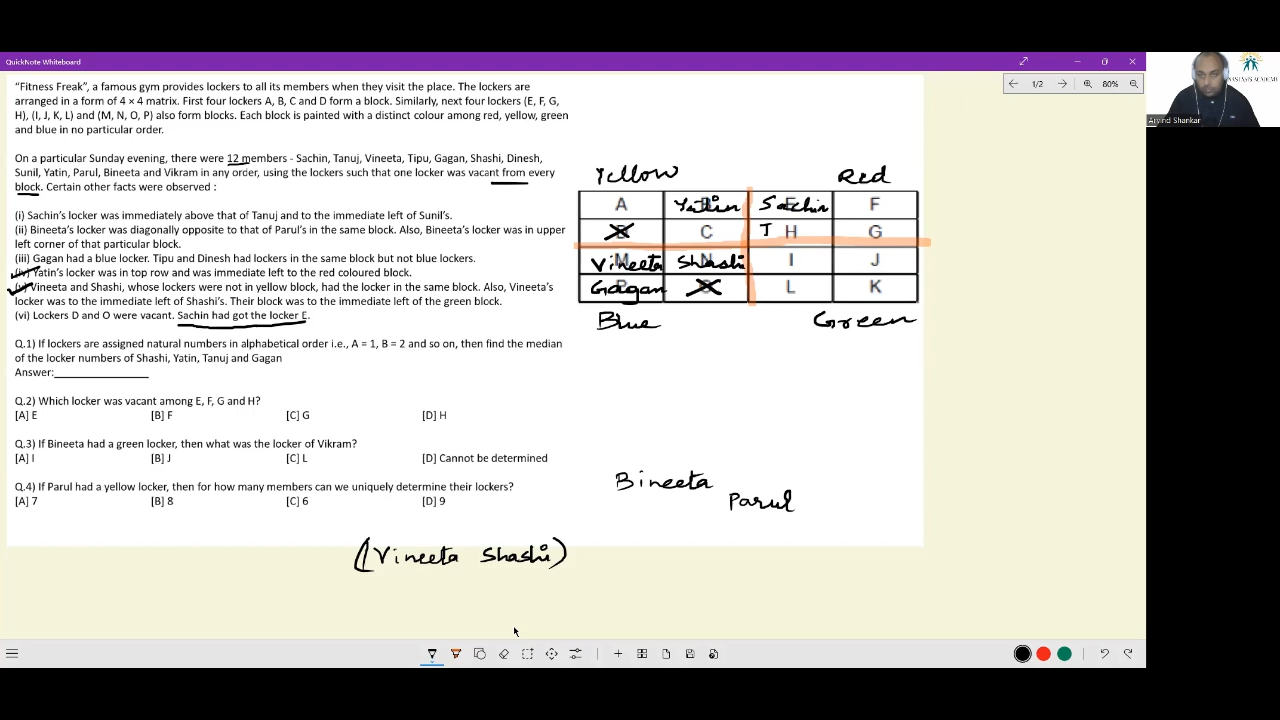 QuickNote Whiteboard
"Fitness Freak", a famous gym provides lockers to all its members when they visit the place. The lockers are
arranged in a form of 4 × 4 matrix. First four lockers A, B, C and D form a block. Similarly, next four lockers (E, F, G,
H), (I, J, K, L) and (M, N, O, P) also form blocks. Each block is painted with a distinct colour among red, yellow, green
and blue in no particular order.
On a particular Sunday evening, there were 12 members - Sachin, Tanuj, Vineeta, Tipu, Gagan, Shashi, Dinesh,
Sunil, Yatin, Parul, Bineeta and Vikram in any order, using the lockers such that one locker was vacant from every
block. Certain other facts were observed :
(i) Sachin's locker was immediately above that of Tanuj and to the immediate left of Sunil's.
(ii) Bineeta's locker was diagonally opposite to that of Parul's in the same block. Also, Bineeta's locker was in upper
left corner of that particular block.
(iii) Gagan had a blue locker. Tipu and Dinesh had lockers in the same block but not blue lockers.
(iv) Yatin's locker was in top row and was immediate left to the red coloured block.
(v) Vineeta and Shashi, whose lockers were not in yellow block, had the locker in the same block. Also, Vineeta's
locker was to the immediate left of Shashi's. Their block was to the immediate left of the green block.
(vi) Lockers D and O were vacant. Sachin had got the locker E.
Q.1) If lockers are assigned natural numbers in alphabetical order i.e., A = 1, B = 2 and so on, then find the median
of the locker numbers of Shashi, Yatin, Tanuj and Gagan
Answer:_________________
Q.2) Which locker was vacant among E, F, G and H?
[A] E [B] F [C] G [D] H
Q.3) If Bineeta had a green locker, then what was the locker of Vikram?
[A] I [B] J [C] L [D] Cannot be determined
Q.4) If Parul had a yellow locker, then for how many members can we uniquely determine their lockers?
[A] 7 [B] 8 [C] 6 [D] 9
(Vineeta Shashi)
1/2
80%
Arvind Shankar
Yellow Red
A Yatin Sachin F
C T H G
Vineeta Shashi I J
Gagan L K
Blue Green
Bineeta
Parul